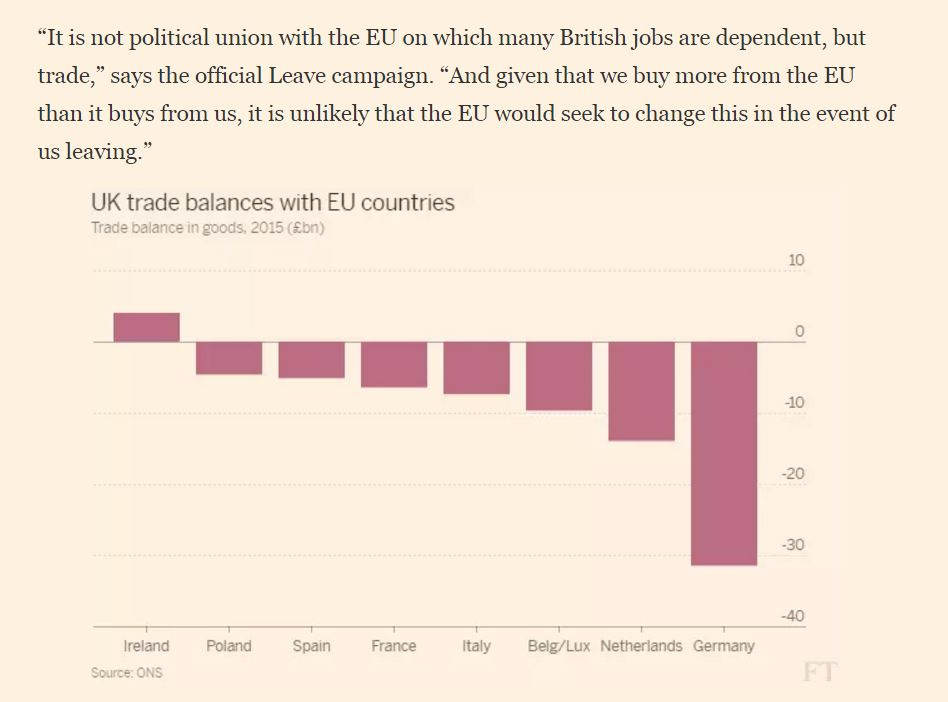 “It is not political union with the EU on which many British jobs are dependent, but
trade,” says the official Leave campaign. “And given that we buy more from the EU
than it buys from us, it is unlikely that the EU would seek to change this in the event of
us leaving.”
UK trade balances with EU countries
Trade balance in goods, 2015 (£bn)
10
0
-10
-20
-30
-40
Ireland Poland Spain France Italy Belg/Lux Netherlands Germany
Source: ONS
FT